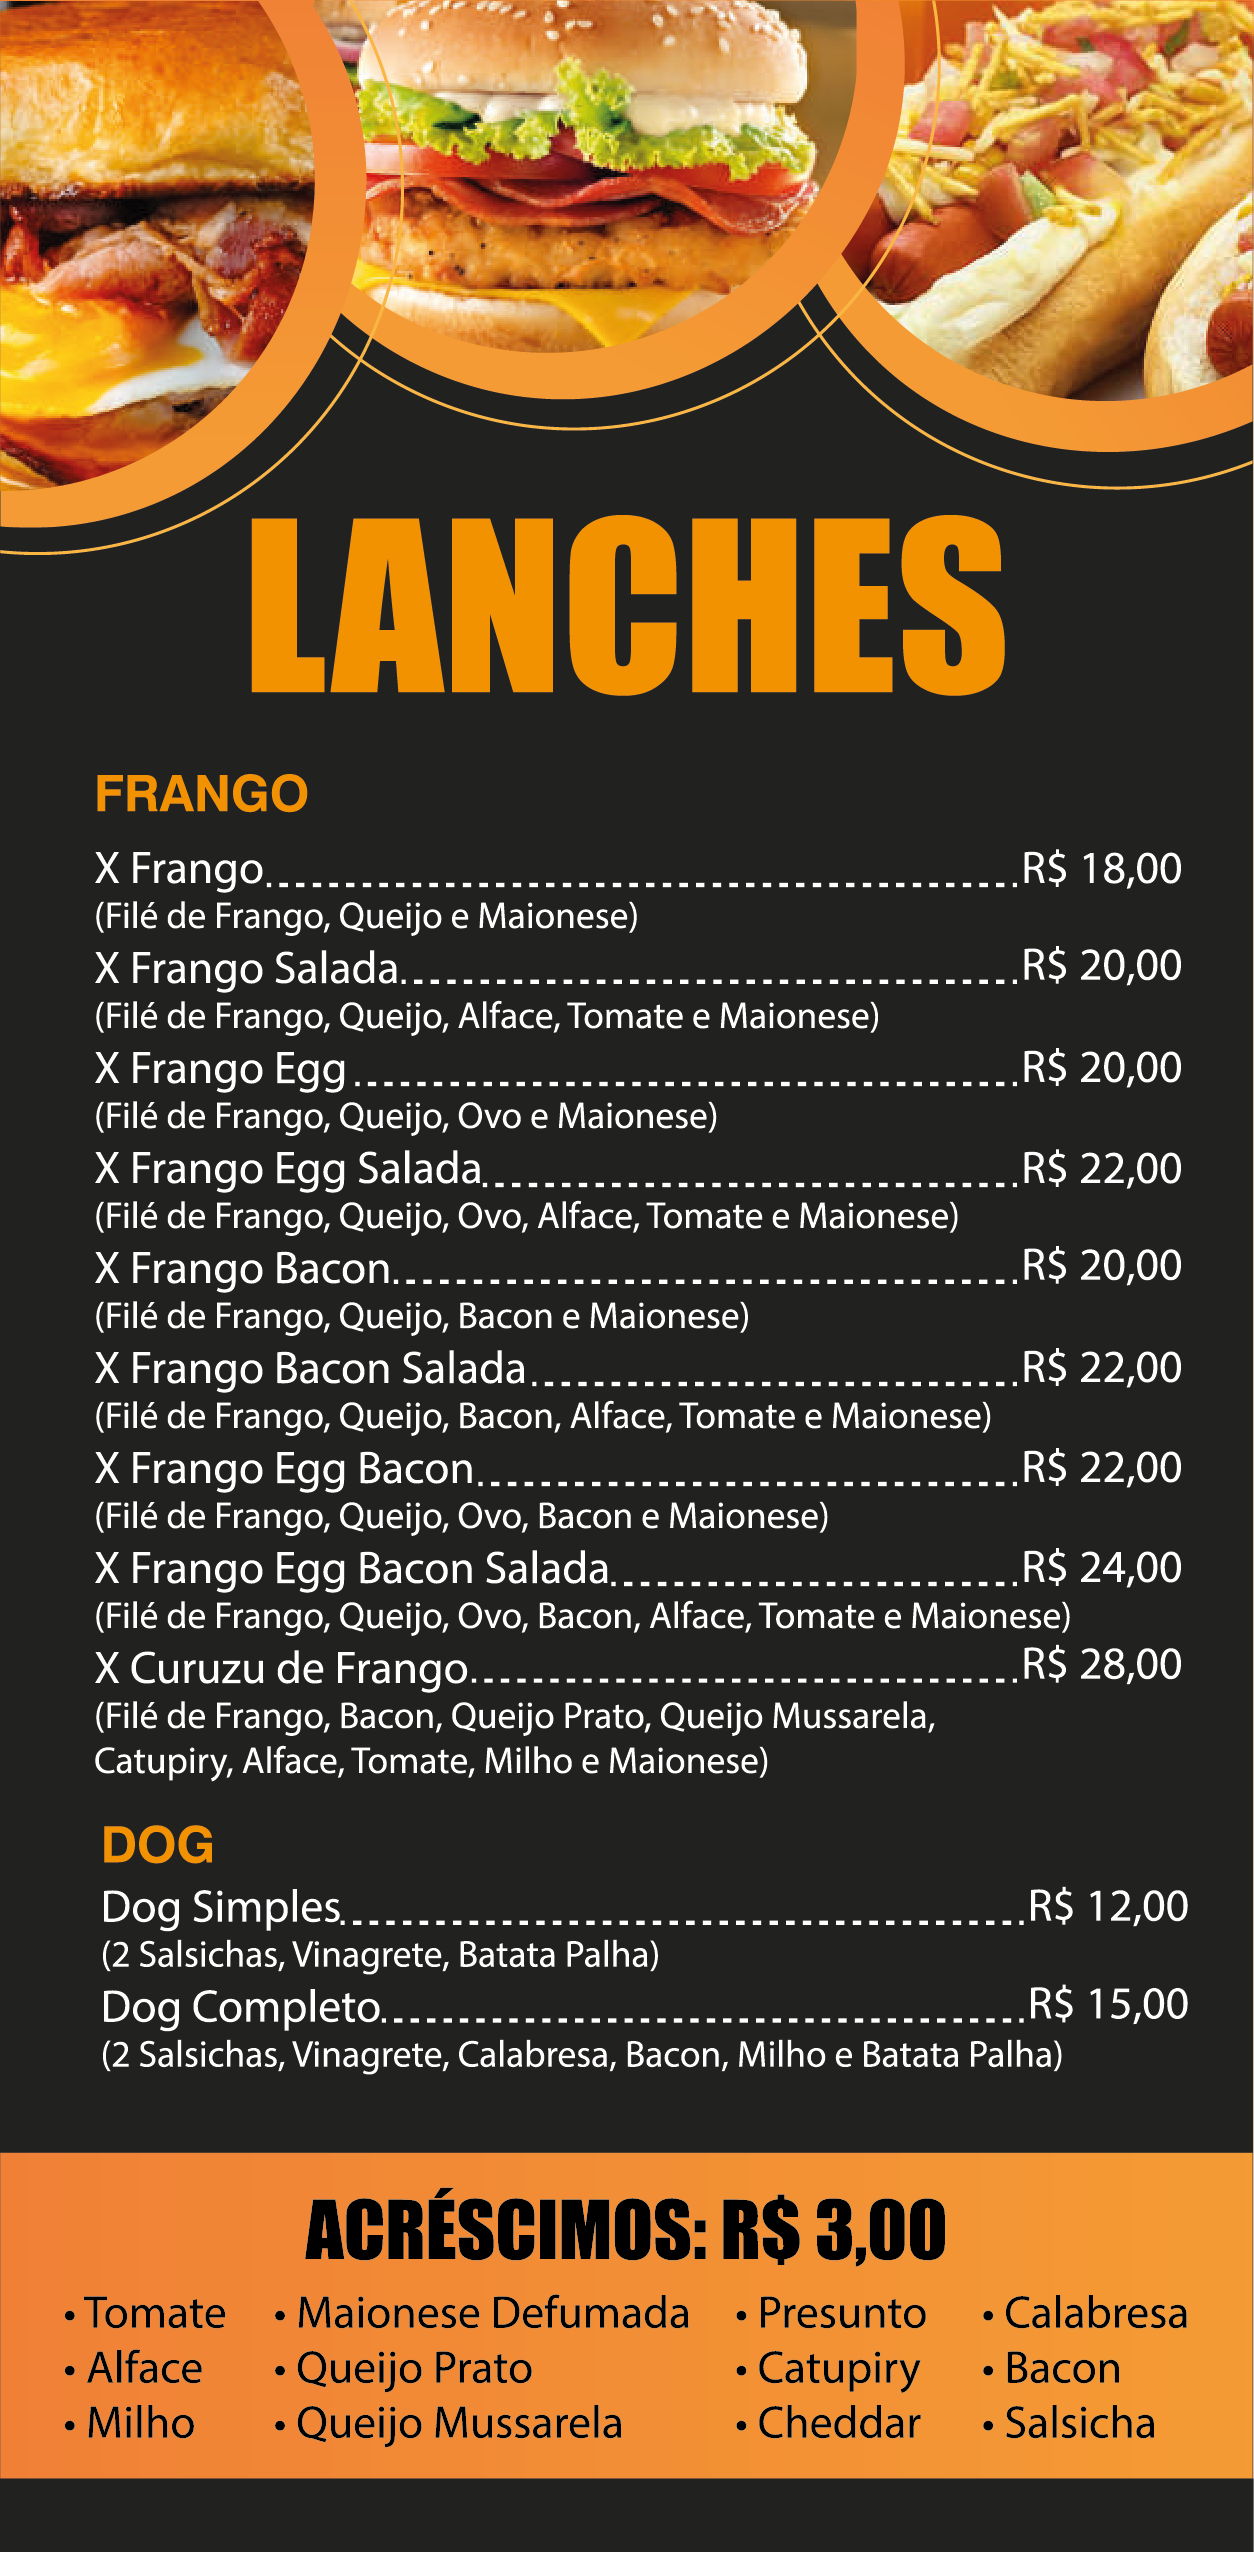 LANCHES
FRANGO
X Frango R$ 18,00
(Filé de Frango, Queijo e Maionese)
X Frango Salada R$ 20,00
(Filé de Frango, Queijo, Alface, Tomate e Maionese)
X Frango Egg R$ 20,00
(Filé de Frango, Queijo, Ovo e Maionese)
X Frango Egg Salada R$ 22,00
(Filé de Frango, Queijo, Ovo, Alface, Tomate e Maionese)
X Frango Bacon R$ 20,00
(Filé de Frango, Queijo, Bacon e Maionese)
X Frango Bacon Salada R$ 22,00
(Filé de Frango, Queijo, Bacon, Alface, Tomate e Maionese)
X Frango Egg Bacon R$ 22,00
(Filé de Frango, Queijo, Ovo, Bacon e Maionese)
X Frango Egg Bacon Salada R$ 24,00
(Filé de Frango, Queijo, Ovo, Bacon, Alface, Tomate e Maionese)
X Curuzu de Frango R$ 28,00
(Filé de Frango, Bacon, Queijo Prato, Queijo Mussarela,
Catupiry, Alface, Tomate, Milho e Maionese)
DOG
Dog Simples R$ 12,00
(2 Salsichas, Vinagrete, Batata Palha)
Dog Completo R$ 15,00
(2 Salsichas, Vinagrete, Calabresa, Bacon, Milho e Batata Palha)
ACRÉSCIMOS: R$ 3,00
• Tomate • Maionese Defumada • Presunto • Calabresa
• Alface • Queijo Prato • Catupiry • Bacon
• Milho • Queijo Mussarela • Cheddar • Salsicha